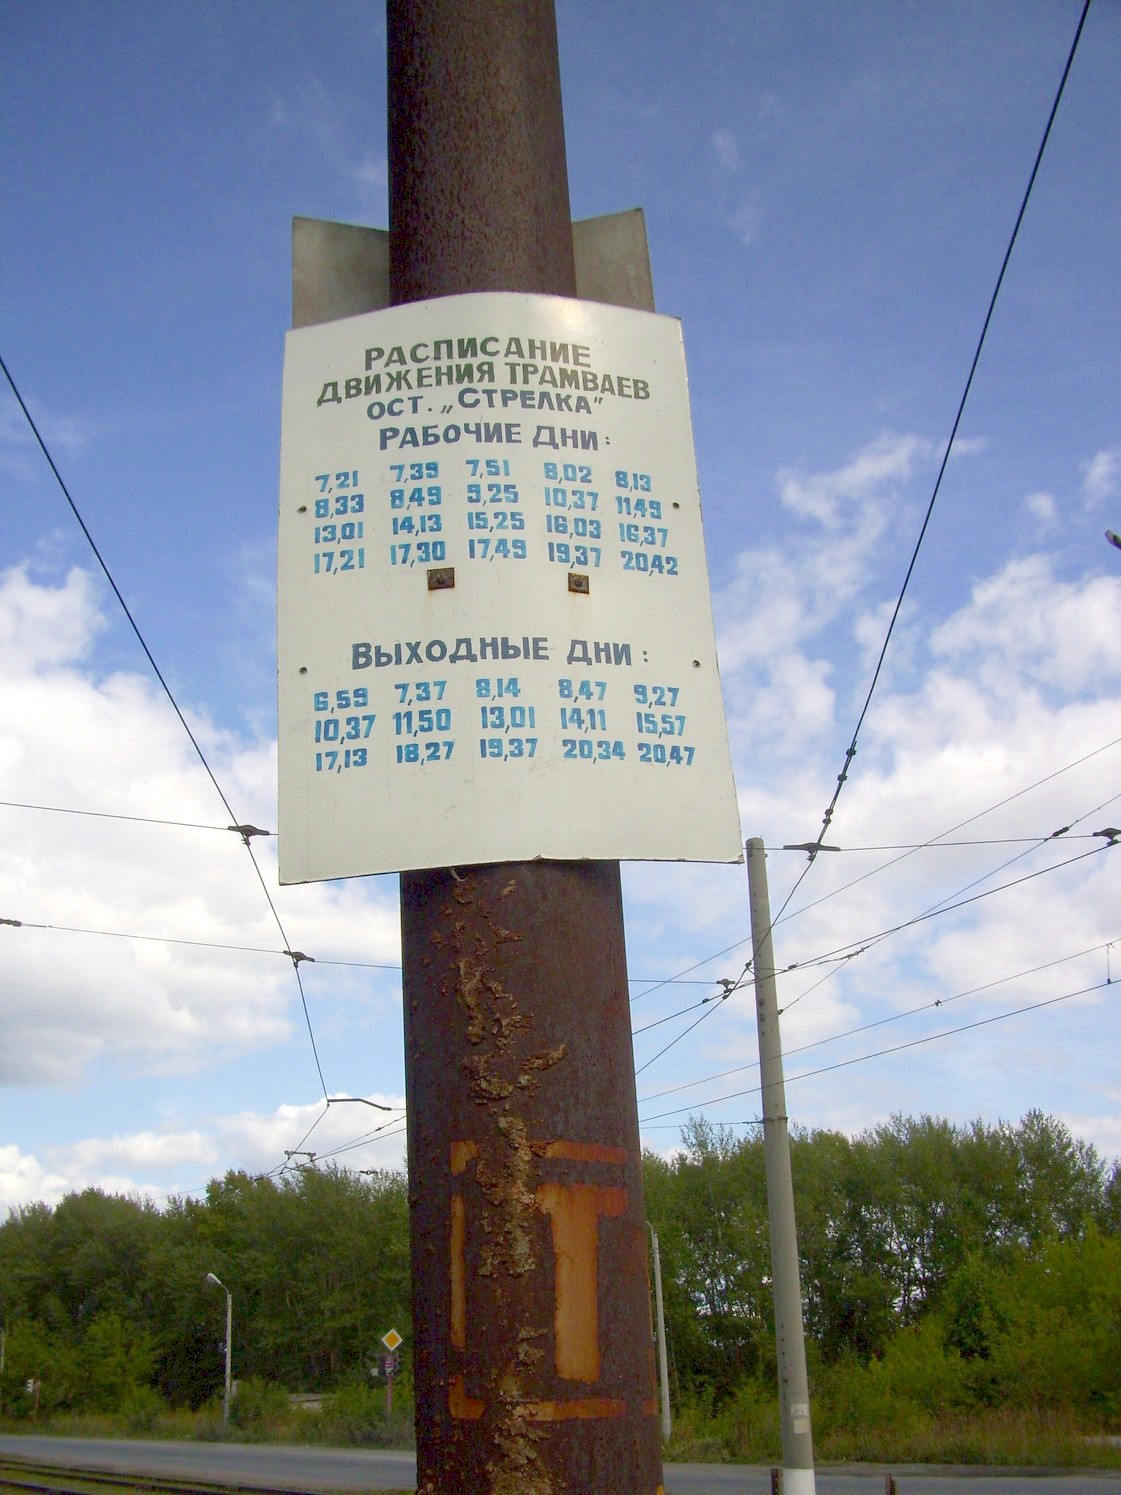 РАСПИСАНИЕ
ДВИЖЕНИЯ ТРАМВАЕВ
ОСТ. „СТРЕЛКА"
РАБОЧИЕ ДНИ:
7,21 7,39 7,51 8,02 8,13
8,33 8,49 9,25 10,37 11,49
13,01 14,13 15,25 16,03 16,37
17,21 17,30 17,49 19,37 20,42
ВЫХОДНЫЕ ДНИ:
6,59 7,37 8,14 8,47 9,27
10,37 11,50 13,01 14,11 15,57
17,13 18,27 19,37 20,34 20,47
Т